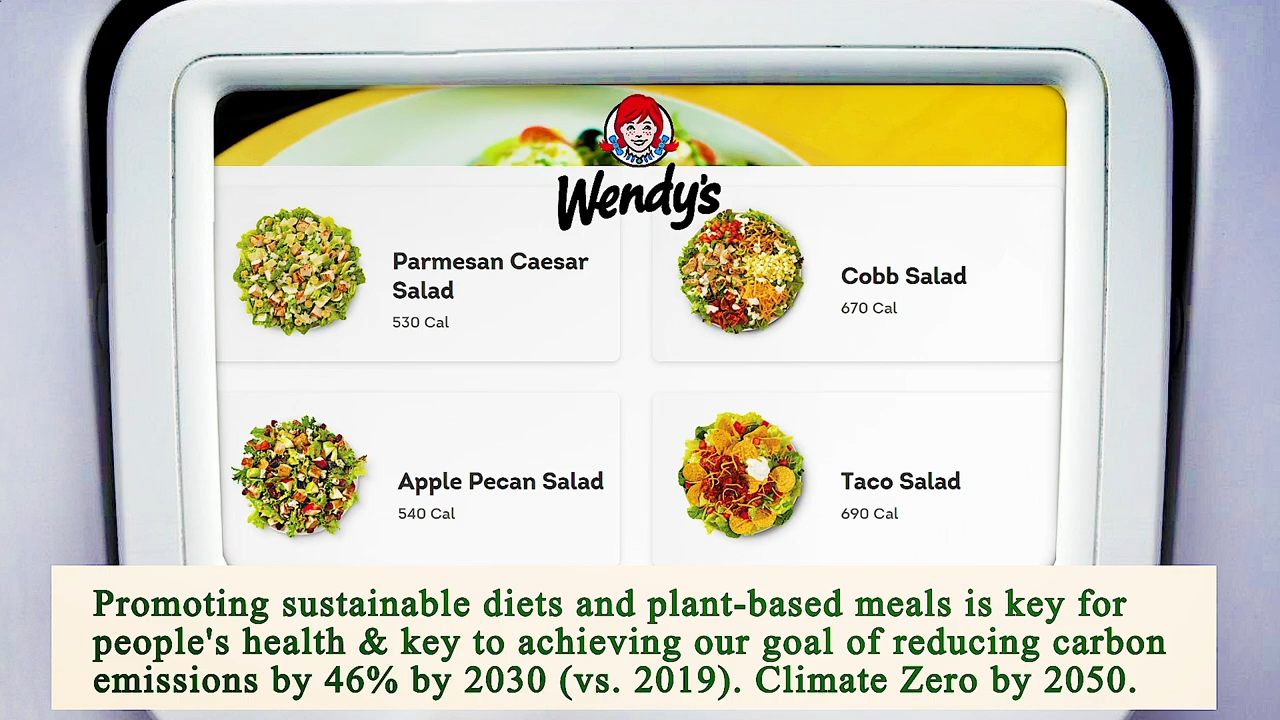 Wendy's
Parmesan Caesar
Salad
530 Cal
Cobb Salad
670 Cal
Apple Pecan Salad
540 Cal
Taco Salad
690 Cal
Promoting sustainable diets and plant-based meals is key for
people's health & key to achieving our goal of reducing carbon
emissions by 46% by 2030 (vs. 2019). Climate Zero by 2050.